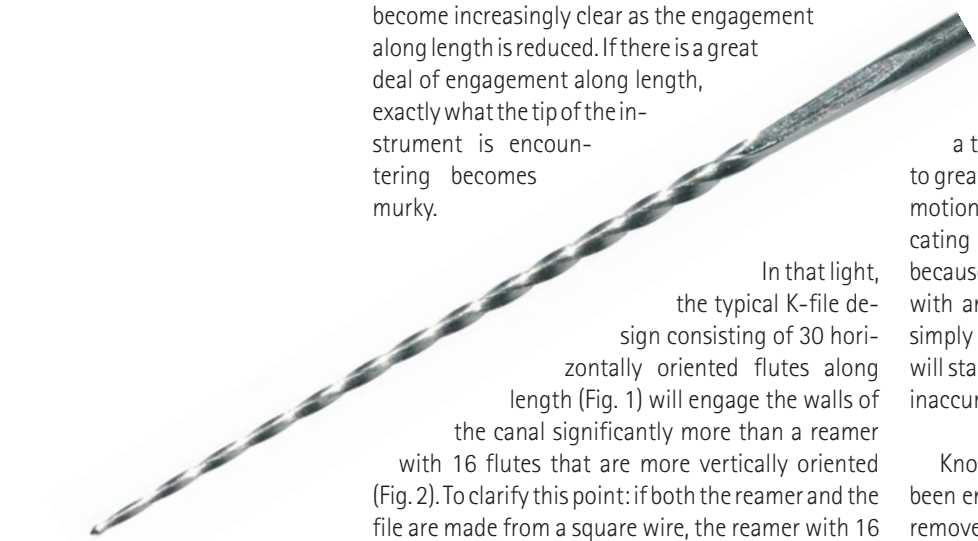 become increasingly clear as the engagement
along length is reduced. If there is a great
deal of engagement along length,
exactly what the tip of the in-
strument is encoun-
tering becomes
murky.
In that light,
the typical K-file de-
sign consisting of 30 hori-
zontally oriented flutes along
length (Fig. 1) will engage the walls of
the canal significantly more than a reamer
with 16 flutes that are more vertically oriented
(Fig. 2). To clarify this point: if both the reamer and the
file are made from a square wire, the reamer with 16
a t
to grea
motion
cating
becaus
with ar
simply
will sta
inaccur
Kno
been er
remove